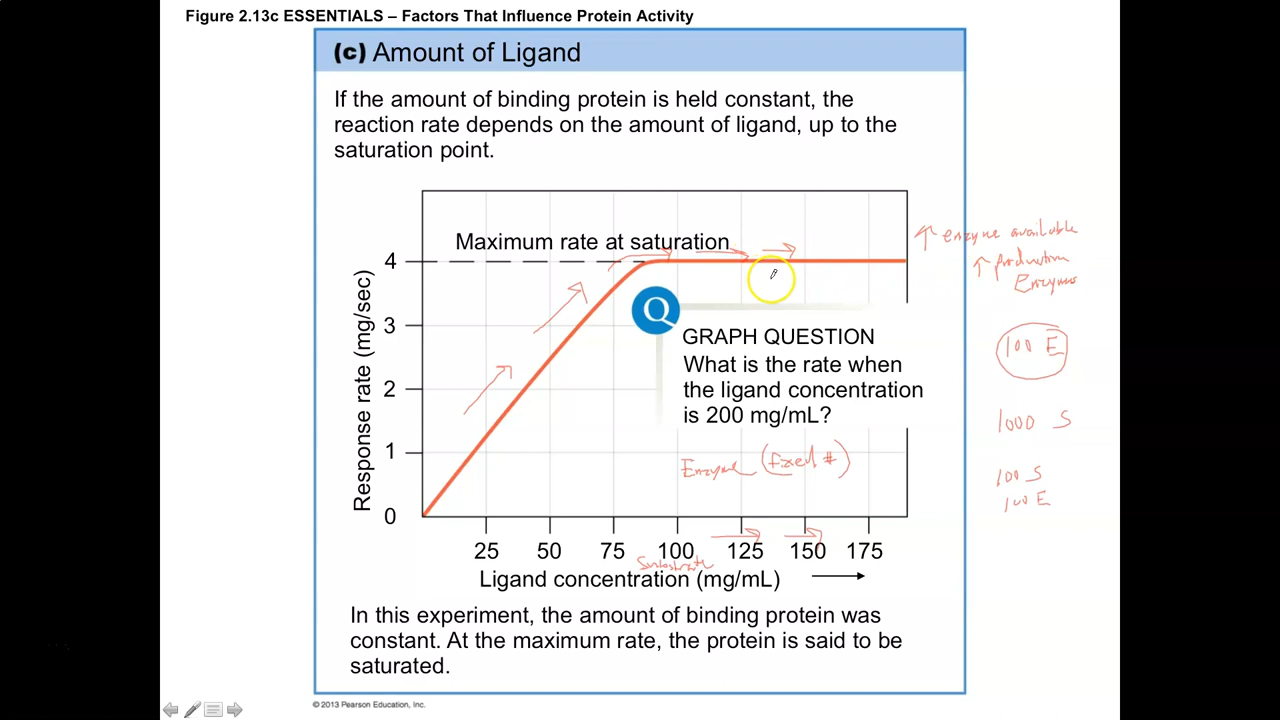 Figure 2.13c ESSENTIALS – Factors That Influence Protein Activity
(c) Amount of Ligand
If the amount of binding protein is held constant, the
reaction rate depends on the amount of ligand, up to the
saturation point.
Maximum rate at saturation
4
3
2
1
0
Response rate (mg/sec)
Q
GRAPH QUESTION
What is the rate when
the ligand concentration
is 200 mg/mL?
Enzyme (fixed #)
25 50 75 100 125 150 175
Substrate
Ligand concentration (mg/mL)
In this experiment, the amount of binding protein was
constant. At the maximum rate, the protein is said to be
saturated.
© 2013 Pearson Education, Inc.
↑ enzyme available
↑ production
Enzymes
100 E
1000 S
100 S
100 E